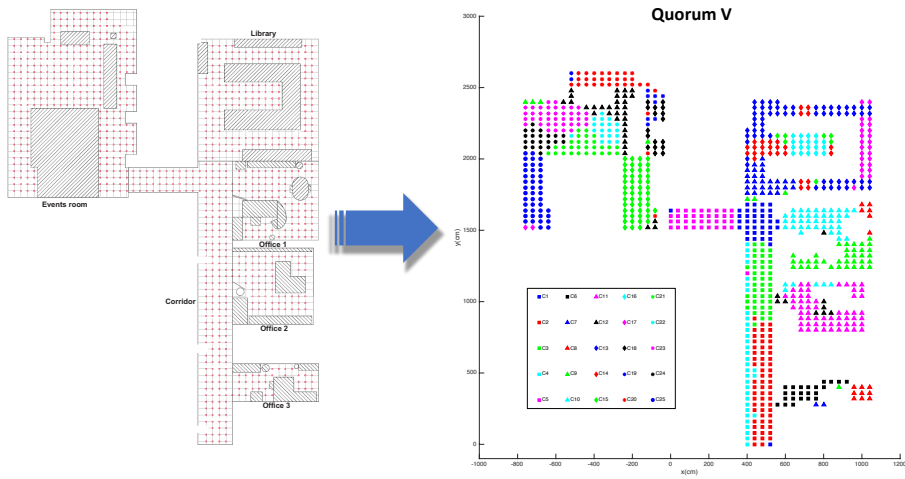 Quorum V
Library
Events room
Office 1
Corridor
Office 2
Office 3
3000
2500
2000
1500
1000
500
0
y(cm)
C1 C6 C11 C16 C21
C2 C7 C12 C17 C22
C3 C8 C13 C18 C23
C4 C9 C14 C19 C24
C5 C10 C15 C20 C25
-1000 -800 -600 -400 -200 0 200 400 600 800 1000 1200
x(cm)